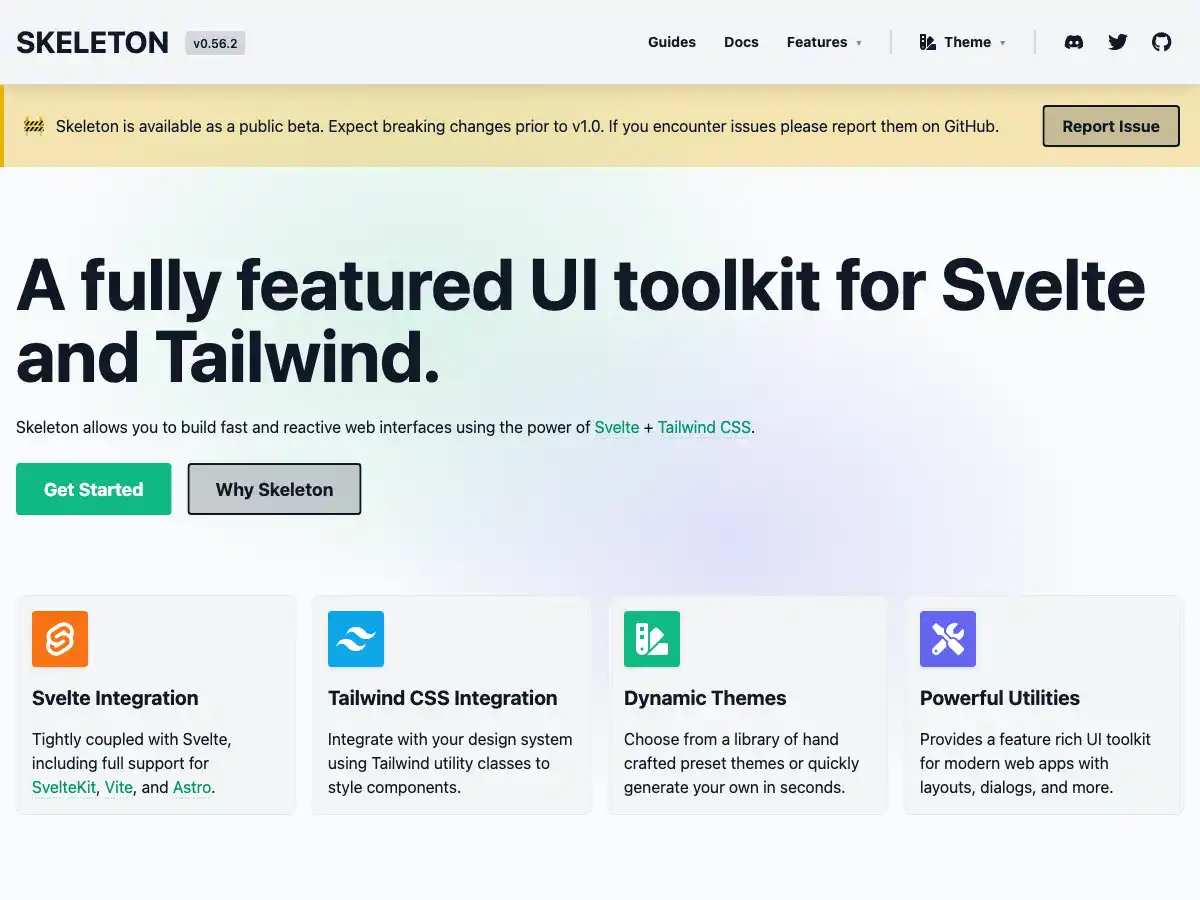 SKELETON v0.56.2 Guides Docs Features Theme
Skeleton is available as a public beta. Expect breaking changes prior to v1.0. If you encounter issues please report them on GitHub. Report Issue
A fully featured UI toolkit for Svelte
and Tailwind.
Skeleton allows you to build fast and reactive web interfaces using the power of Svelte + Tailwind CSS.
Get Started Why Skeleton
Svelte Integration
Tightly coupled with Svelte,
including full support for
SvelteKit, Vite, and Astro.
Tailwind CSS Integration
Integrate with your design system
using Tailwind utility classes to
style components.
Dynamic Themes
Choose from a library of hand
crafted preset themes or quickly
generate your own in seconds.
Powerful Utilities
Provides a feature rich UI toolkit
for modern web apps with
layouts, dialogs, and more.